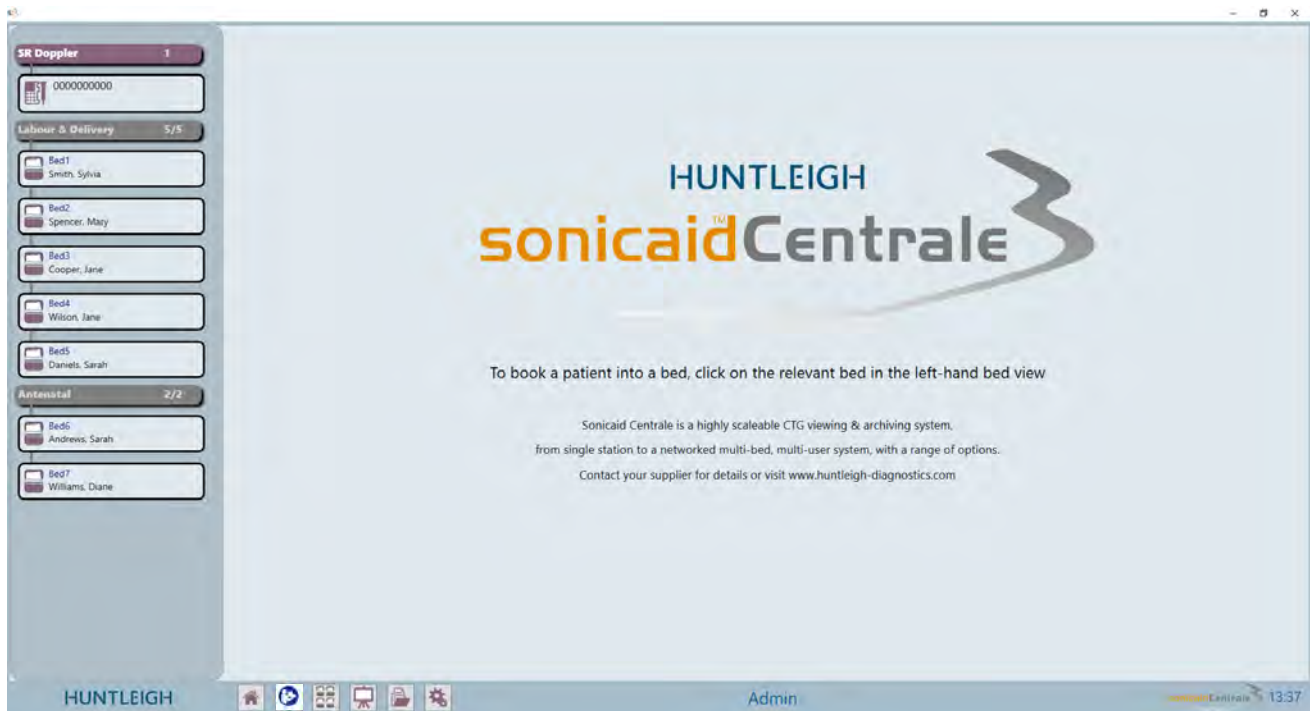 SR Doppler 1
0000000000
Labour & Delivery 5/5
Bed1
Smith, Sylvia
Bed2
Spencer, Mary
Bed3
Cooper, Jane
Bed4
Wilson, Jane
Bed5
Daniels, Sarah
Antenatal 2/2
Bed6
Andrews, Sarah
Bed7
Williams, Diane
HUNTLEIGH
sonicaid™Centrale3
To book a patient into a bed, click on the relevant bed in the left-hand bed view
Sonicaid Centrale is a highly scaleable CTG viewing & archiving system,
from single station to a networked multi-bed, multi-user system, with a range of options.
Contact your supplier for details or visit www.huntleigh-diagnostics.com
HUNTLEIGH
Admin
sonicaidCentrale3 13:37